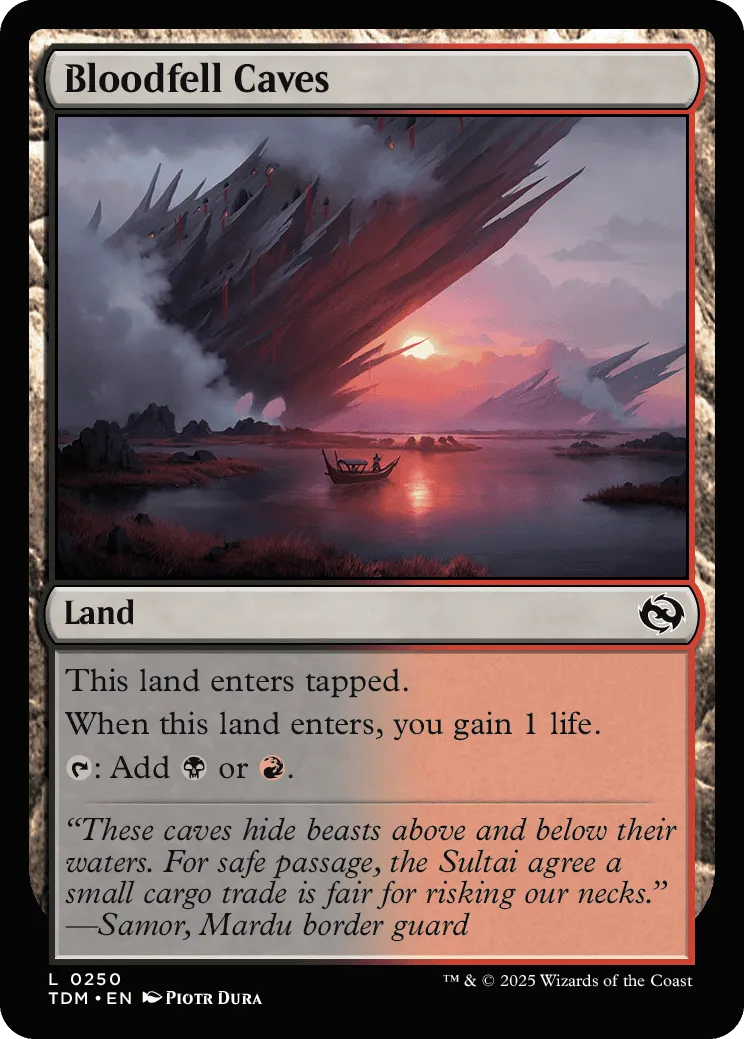 Bloodfell Caves
Land
This land enters tapped.
When this land enters, you gain 1 life.
: Add or .
“These caves hide beasts above and below their
waters. For safe passage, the Sultai agree a
small cargo trade is fair for risking our necks.”
—Samor, Mardu border guard
L 0250
TDM • EN Piotr Dura
™ & © 2025 Wizards of the Coast